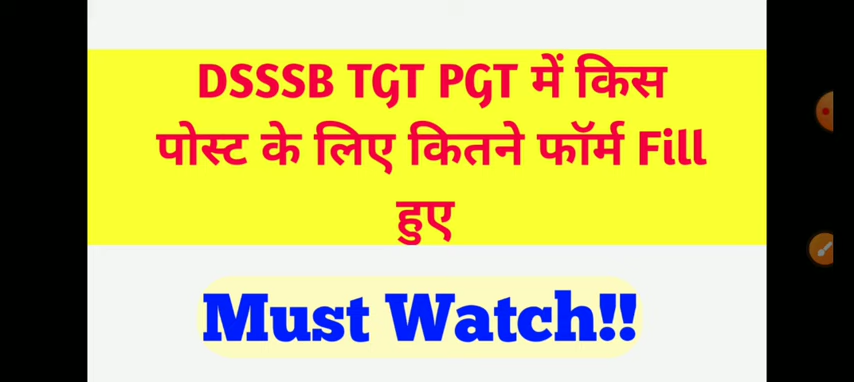 DSSSB TGT PGT में किस
पोस्ट के लिए कितने फॉर्म Fill
हुए
Must Watch!!